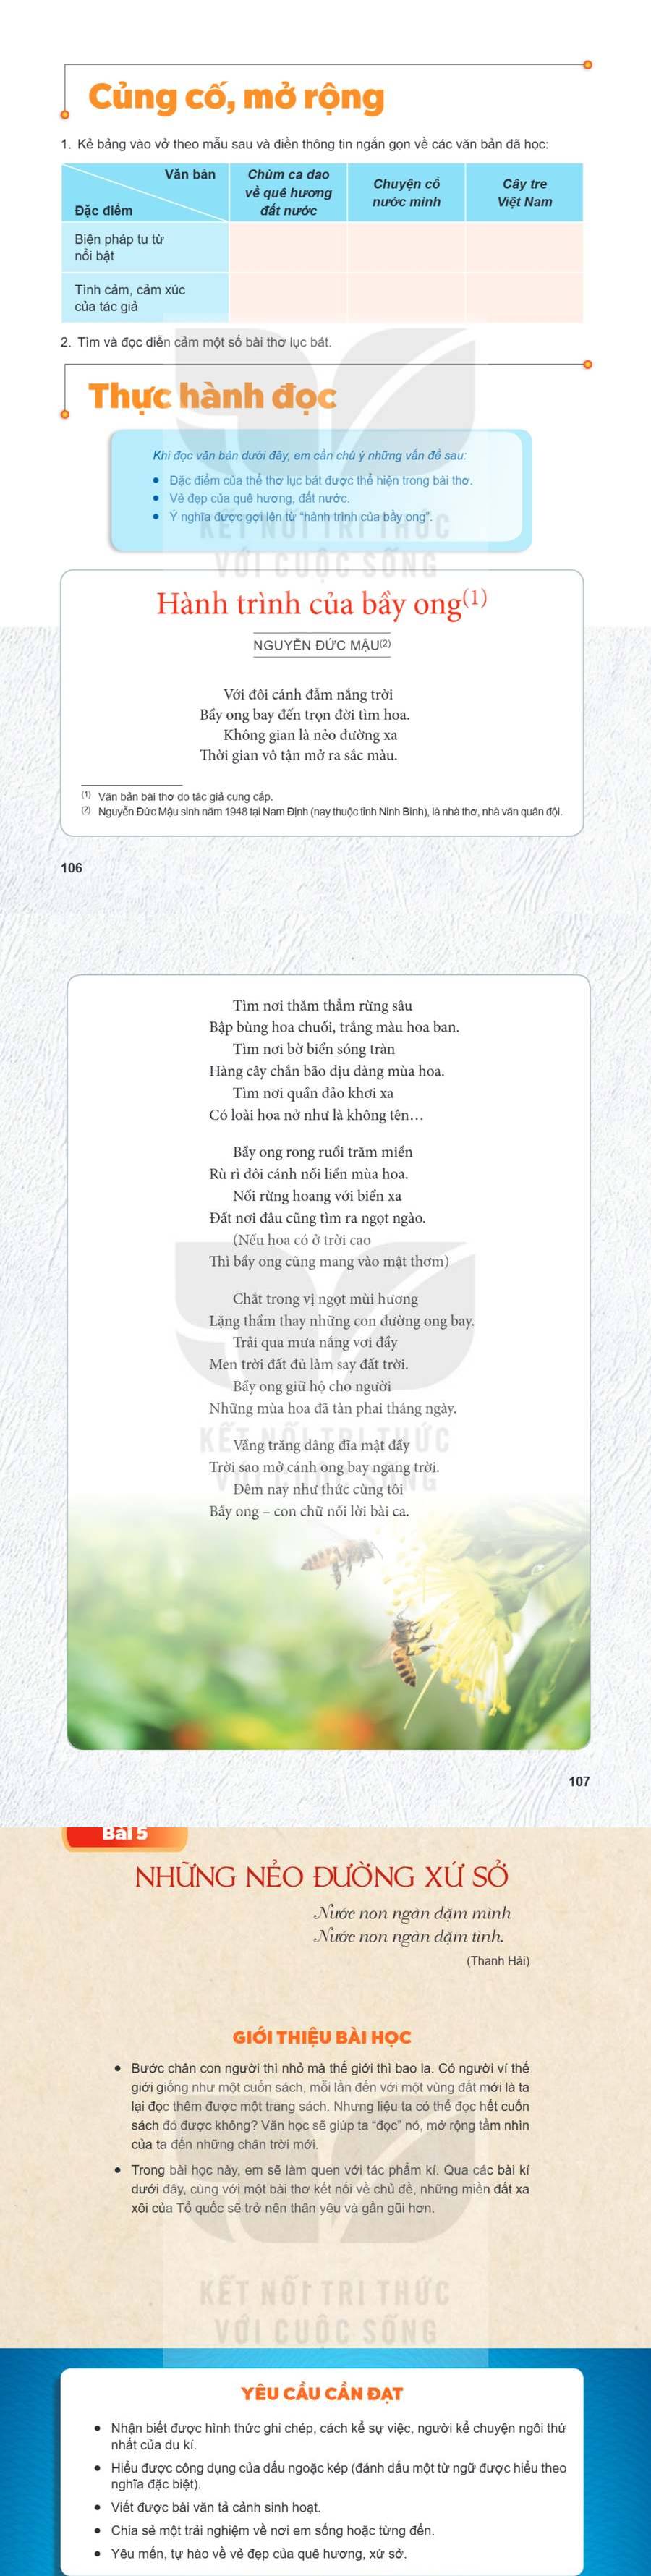 Củng cố, mở rộng
1. Kẻ bảng vào vở theo mẫu sau và điền thông tin ngắn gọn về các văn bản đã học:
Văn bản
Đặc điểm
Chùm ca dao
về quê hương
đất nước
Chuyện cổ
nước mình
Cây tre
Việt Nam
Biện pháp tu từ
nổi bật
Tình cảm, cảm xúc
của tác giả
2. Tìm và đọc diễn cảm một số bài thơ lục bát.
Thực hành đọc
Khi đọc văn bản dưới đây, em cần chú ý những vấn đề sau:
• Đặc điểm của thể thơ lục bát được thể hiện trong bài thơ.
• Vẻ đẹp của quê hương, đất nước.
• Ý nghĩa được gợi lên từ “hành trình của bầy ong”.
KẾT NỐI TRI THỨC
VỚI CUỘC SỐNG
Hành trình của bầy ong(1)
NGUYỄN ĐỨC MẬU(2)
Với đôi cánh đẫm nắng trời
Bầy ong bay đến trọn đời tìm hoa.
Không gian là nẻo đường xa
Thời gian vô tận mở ra sắc màu.
(1) Văn bản bài thơ do tác giả cung cấp.
(2) Nguyễn Đức Mậu sinh năm 1948 tại Nam Định (nay thuộc tỉnh Ninh Bình), là nhà thơ, nhà văn quân đội.
106
Tìm nơi thăm thẳm rừng sâu
Bập bùng hoa chuối, trắng màu hoa ban.
Tìm nơi bờ biển sóng tràn
Hàng cây chắn bão dịu dàng mùa hoa.
Tìm nơi quần đảo khơi xa
Có loài hoa nở như là không tên…
Bầy ong rong ruổi trăm miền
Rù rì đôi cánh nối liền mùa hoa.
Nối rừng hoang với biển xa
Đất nơi đâu cũng tìm ra ngọt ngào.
(Nếu hoa có ở trời cao
Thì bầy ong cũng mang vào mật thơm)
Chắt trong vị ngọt mùi hương
Lặng thầm thay những con đường ong bay.
Trải qua mưa nắng vơi đầy
Men trời đất đủ làm say đất trời.
Bầy ong giữ hộ cho người
Những mùa hoa đã tàn phai tháng ngày.
KẾT NỐI TRI THỨC
VỚI CUỘC SỐNG
Vầng trăng dâng đĩa mật đầy
Trời sao mở cánh ong bay ngang trời.
Đêm nay như thức cùng tôi
Bầy ong – con chữ nối lời bài ca.
107
Bài 5
NHỮNG NẺO ĐƯỜNG XỨ SỞ
Nước non ngàn dặm mình
Nước non ngàn dặm tình.
(Thanh Hải)
GIỚI THIỆU BÀI HỌC
• Bước chân con người thì nhỏ mà thế giới thì bao la. Có người ví thế
giới giống như một cuốn sách, mỗi lần đến với một vùng đất mới là ta
lại đọc thêm được một trang sách. Nhưng liệu ta có thể đọc hết cuốn
sách đó được không? Văn học sẽ giúp ta “đọc” nó, mở rộng tầm nhìn
của ta đến những chân trời mới.
• Trong bài học này, em sẽ làm quen với tác phẩm kí. Qua các bài kí
dưới đây, cùng với một bài thơ kết nối về chủ đề, những miền đất xa
xôi của Tổ quốc sẽ trở nên thân yêu và gần gũi hơn.
KẾT NỐI TRI THỨC
VỚI CUỘC SỐNG
YÊU CẦU CẦN ĐẠT
• Nhận biết được hình thức ghi chép, cách kể sự việc, người kể chuyện ngôi thứ
nhất của du kí.
• Hiểu được công dụng của dấu ngoặc kép (đánh dấu một từ ngữ được hiểu theo
nghĩa đặc biệt).
• Viết được bài văn tả cảnh sinh hoạt.
• Chia sẻ một trải nghiệm về nơi em sống hoặc từng đến.
• Yêu mến, tự hào về vẻ đẹp của quê hương, xứ sở.